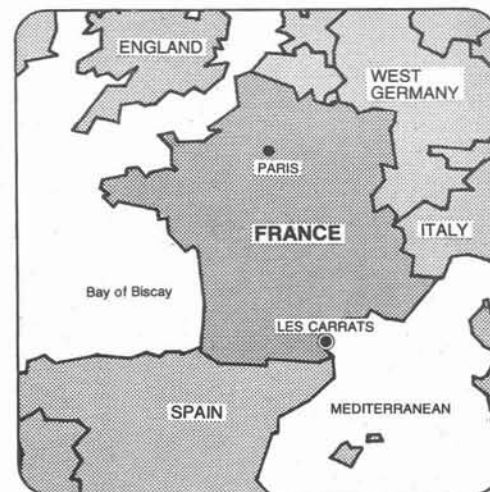 ENGLAND
WEST
GERMANY
PARIS
FRANCE
ITALY
Bay of Biscay
LES CARRATS
SPAIN
MEDITERRANEAN